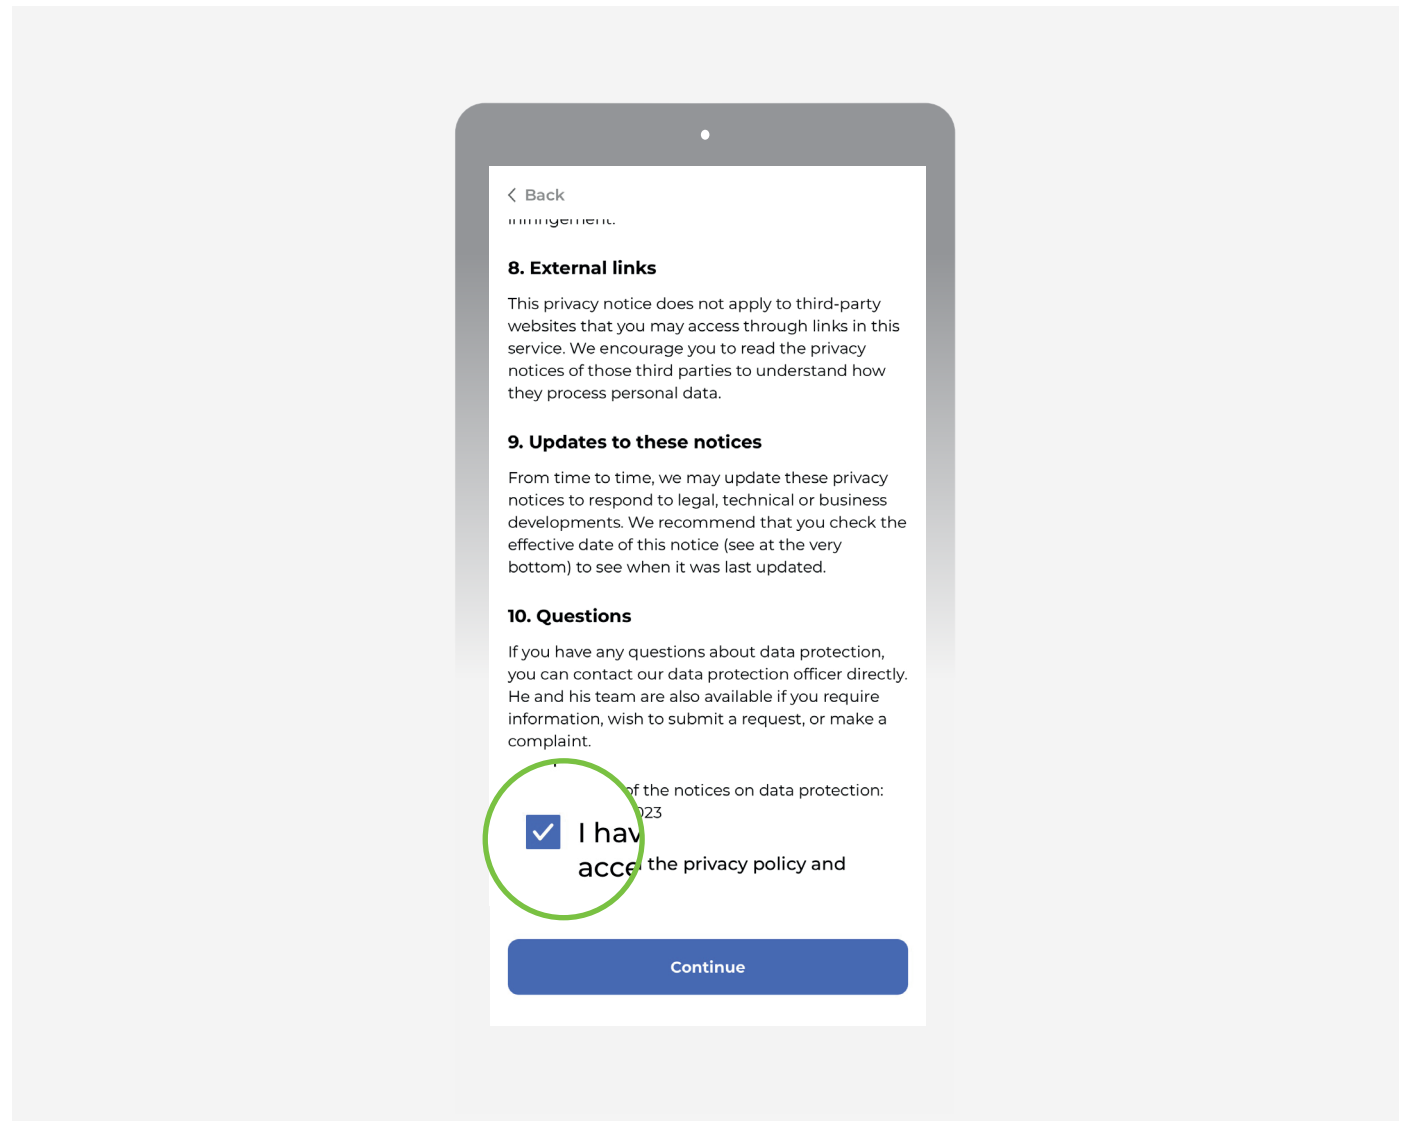 Back
infringement.
8. External links
This privacy notice does not apply to third-party
websites that you may access through links in this
service. We encourage you to read the privacy
notices of those third parties to understand how
they process personal data.
9. Updates to these notices
From time to time, we may update these privacy
notices to respond to legal, technical or business
developments. We recommend that you check the
effective date of this notice (see at the very
bottom) to see when it was last updated.
10. Questions
If you have any questions about data protection,
you can contact our data protection officer directly.
He and his team are also available if you require
information, wish to submit a request, or make a
complaint.
of the notices on data protection:
023
I hav
acce
the privacy policy and
Continue